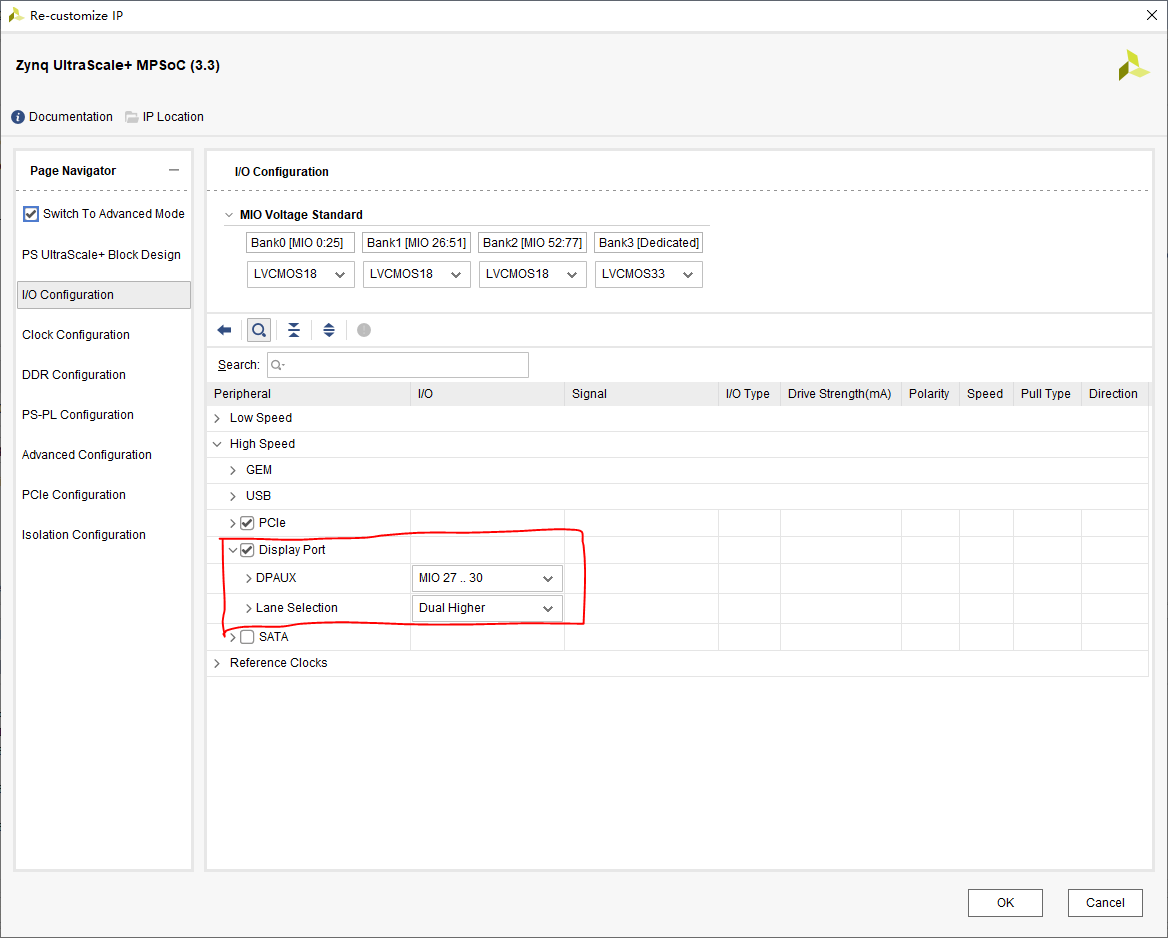 Re-customize IP
Zynq UltraScale+ MPSoC (3.3)
Documentation IP Location
Page Navigator
Switch To Advanced Mode
PS UltraScale+ Block Design
I/O Configuration
Clock Configuration
DDR Configuration
PS-PL Configuration
Advanced Configuration
PCIe Configuration
Isolation Configuration
I/O Configuration
MIO Voltage Standard
Bank0 [MIO 0:25] Bank1 [MIO 26:51] Bank2 [MIO 52:77] Bank3 [Dedicated]
LVCMOS18 LVCMOS18 LVCMOS18 LVCMOS33
Search:
Peripheral I/O Signal I/O Type Drive Strength(mA) Polarity Speed Pull Type Direction
Low Speed
High Speed
GEM
USB
PCIe
Display Port
DPAUX MIO 27 .. 30
Lane Selection Dual Higher
SATA
Reference Clocks
OK Cancel